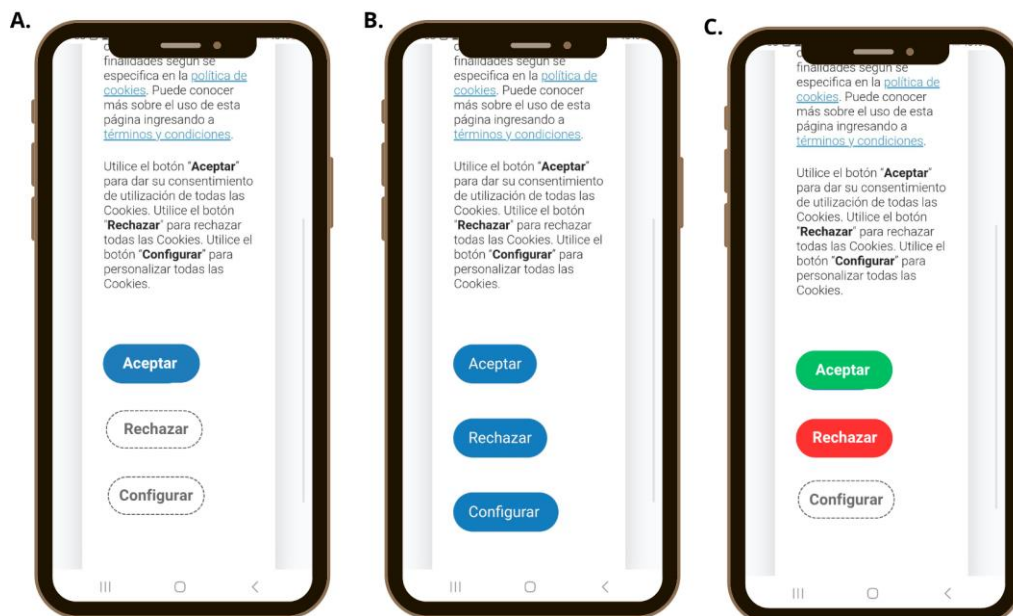 A.
finalidades según se
especifica en la política de
cookies. Puede conocer
más sobre el uso de esta
página ingresando a
términos y condiciones.
Utilice el botón "Aceptar"
para dar su consentimiento
de utilización de todas las
Cookies. Utilice el botón
"Rechazar" para rechazar
todas las Cookies. Utilice el
botón "Configurar" para
personalizar todas las
Cookies.
Aceptar
Rechazar
Configurar
B.
finalidades según se
especifica en la política de
cookies. Puede conocer
más sobre el uso de esta
página ingresando a
términos y condiciones.
Utilice el botón "Aceptar"
para dar su consentimiento
de utilización de todas las
Cookies. Utilice el botón
"Rechazar" para rechazar
todas las Cookies. Utilice el
botón "Configurar" para
personalizar todas las
Cookies.
Aceptar
Rechazar
Configurar
C.
finalidades según se
especifica en la política de
cookies. Puede conocer
más sobre el uso de esta
página ingresando a
términos y condiciones.
Utilice el botón "Aceptar"
para dar su consentimiento
de utilización de todas las
Cookies. Utilice el botón
"Rechazar" para rechazar
todas las Cookies. Utilice el
botón "Configurar" para
personalizar todas las
Cookies.
Aceptar
Rechazar
Configurar